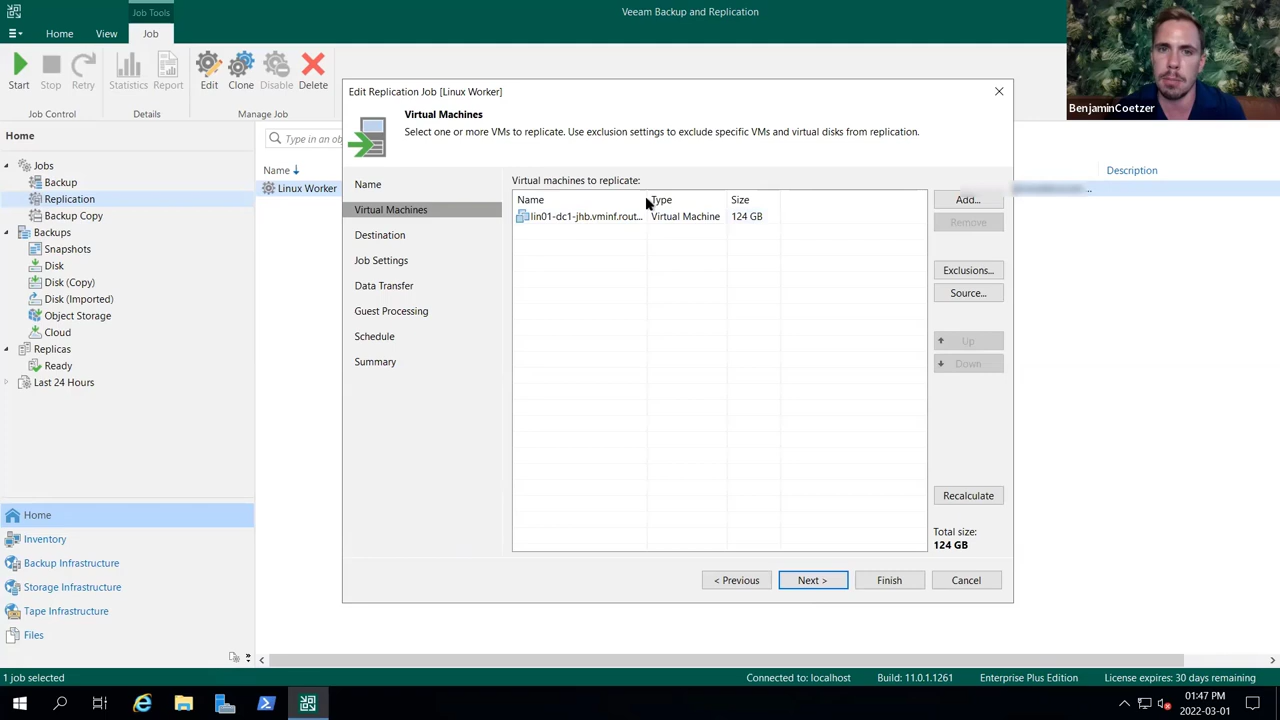 Job Tools
Veeam Backup and Replication
Home
View
Job
Start
Stop
Retry
Statistics
Report
Edit
Clone
Disable
Delete
Job Control
Details
Manage Job
BenjaminCoetzer
Home
Jobs
Backup
Replication
Backup Copy
Backups
Snapshots
Disk
Disk (Copy)
Disk (Imported)
Object Storage
Cloud
Replicas
Ready
Last 24 Hours
Home
Inventory
Backup Infrastructure
Storage Infrastructure
Tape Infrastructure
Files
Type in an ob
Name
Linux Worker
Description
..
Edit Replication Job [Linux Worker]
Virtual Machines
Select one or more VMs to replicate. Use exclusion settings to exclude specific VMs and virtual disks from replication.
Name
Virtual Machines
Destination
Job Settings
Data Transfer
Guest Processing
Schedule
Summary
Virtual machines to replicate:
Name Type Size
lin01-dc1-jhb.vminf.rout... Virtual Machine 124 GB
Add...
Remove
Exclusions...
Source...
Up
Down
Recalculate
Total size:
124 GB
< Previous
Next >
Finish
Cancel
1 job selected
Connected to: localhost
Build: 11.0.1.1261
Enterprise Plus Edition
License expires: 30 days remaining
01:47 PM
2022-03-01